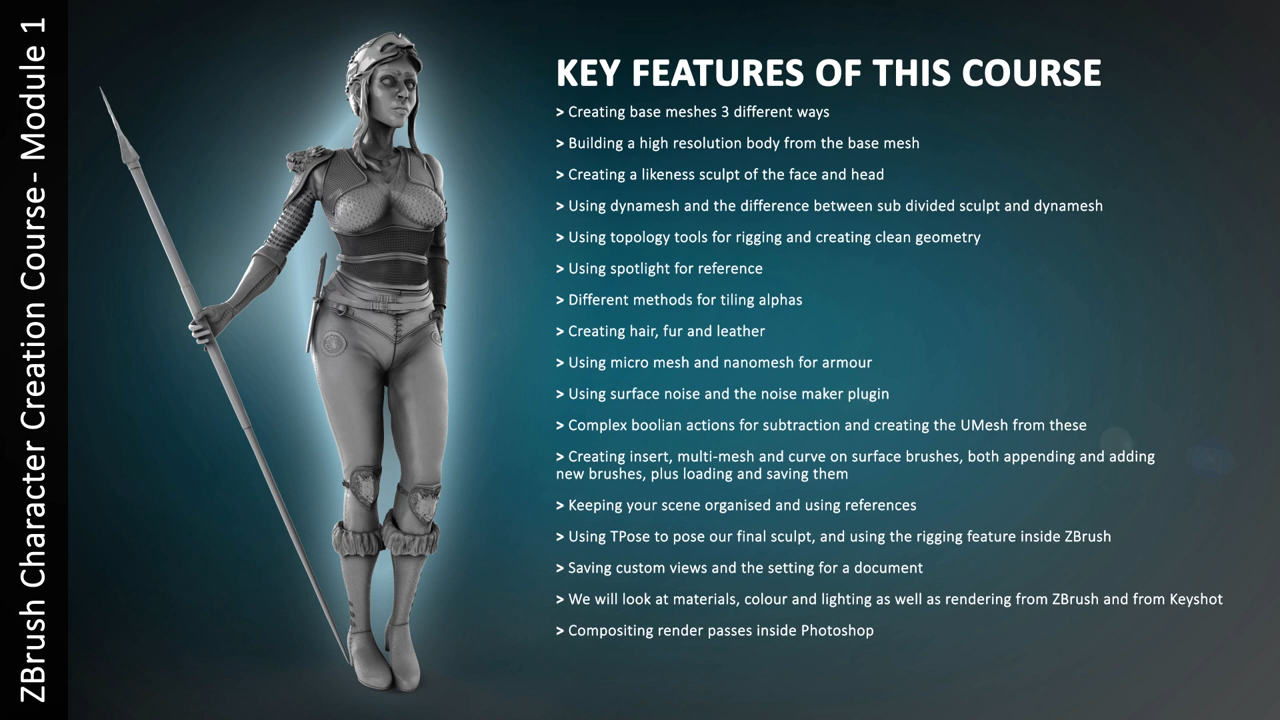 ZBrush Character Creation Course- Module 1
KEY FEATURES OF THIS COURSE
> Creating base meshes 3 different ways
> Building a high resolution body from the base mesh
> Creating a likeness sculpt of the face and head
> Using dynamesh and the difference between sub divided sculpt and dynamesh
> Using topology tools for rigging and creating clean geometry
> Using spotlight for reference
> Different methods for tiling alphas
> Creating hair, fur and leather
> Using micro mesh and nanomesh for armour
> Using surface noise and the noise maker plugin
> Complex boolian actions for subtraction and creating the UMesh from these
> Creating insert, multi-mesh and curve on surface brushes, both appending and adding
new brushes, plus loading and saving them
> Keeping your scene organised and using references
> Using TPose to pose our final sculpt, and using the rigging feature inside ZBrush
> Saving custom views and the setting for a document
> We will look at materials, colour and lighting as well as rendering from ZBrush and from Keyshot
> Compositing render passes inside Photoshop